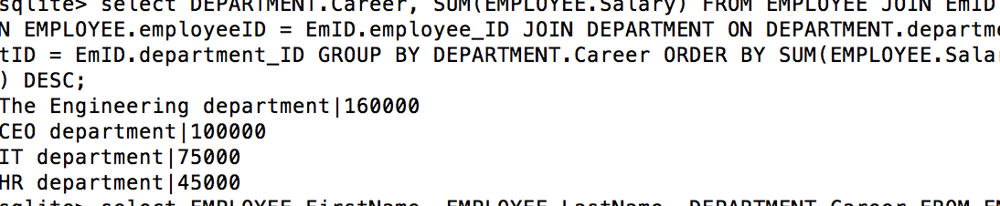 sqlite> select DEPARTMENT.Career, SUM(EMPLOYEE.Salary) FROM EMPLOYEE JOIN EmID
N EMPLOYEE.employeeID = EmID.employee_ID JOIN DEPARTMENT ON DEPARTMENT.departme
tID = EmID.department_ID GROUP BY DEPARTMENT.Career ORDER BY SUM(EMPLOYEE.Sala
) DESC;
The Engineering department|160000
CEO department|100000
IT department|75000
HR department|45000
sqlite> select EMPLOYEE.FirstName, EMPLOYEE.LastName, DEPARTMENT.Career FROM EM